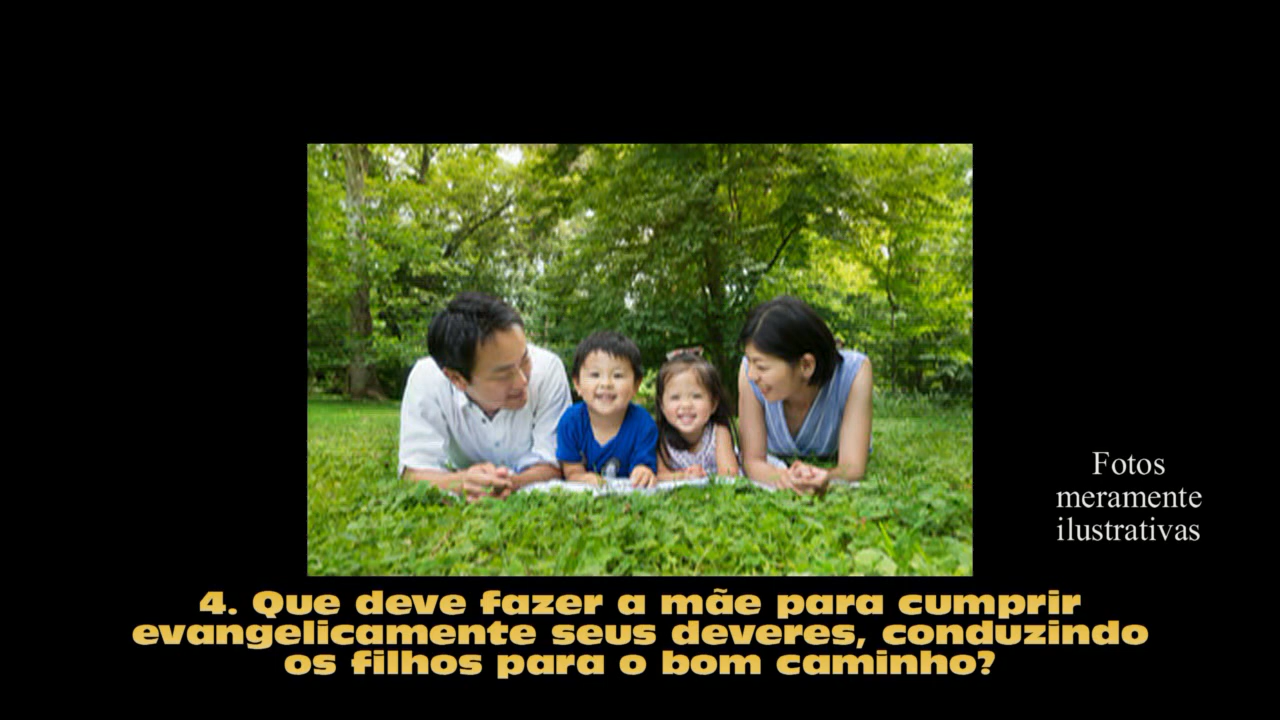 Fotos
meramente
ilustrativas
4. Que deve fazer a mãe para cumprir
evangelicamente seus deveres, conduzindo
os filhos para o bom caminho?